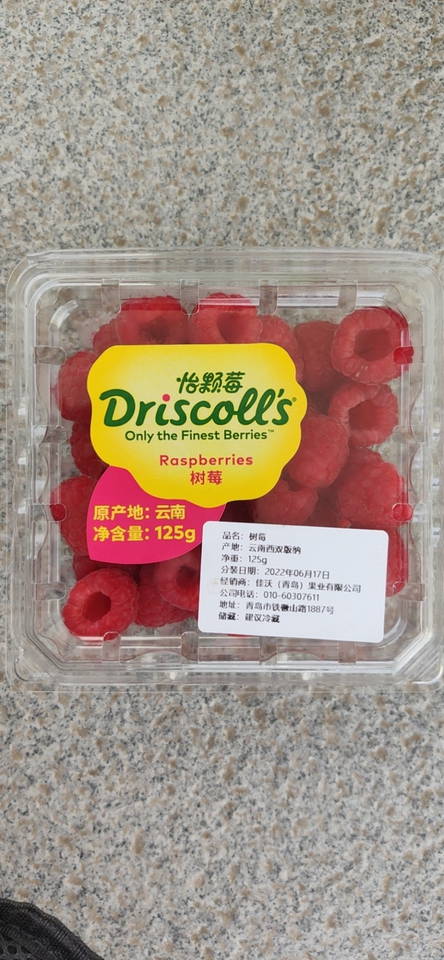 怡颗莓
Driscoll's®
Only the Finest Berries™
Raspberries
树莓
原产地：云南
净含量：125g
品名：树莓
产地：云南西双版纳
净重：125g
分装日期：2022年06月17日
经销商：佳沃（青岛）果业有限公司
公司电话：010-60307611
地址：青岛市铁橛山路1887号
储藏：建议冷藏